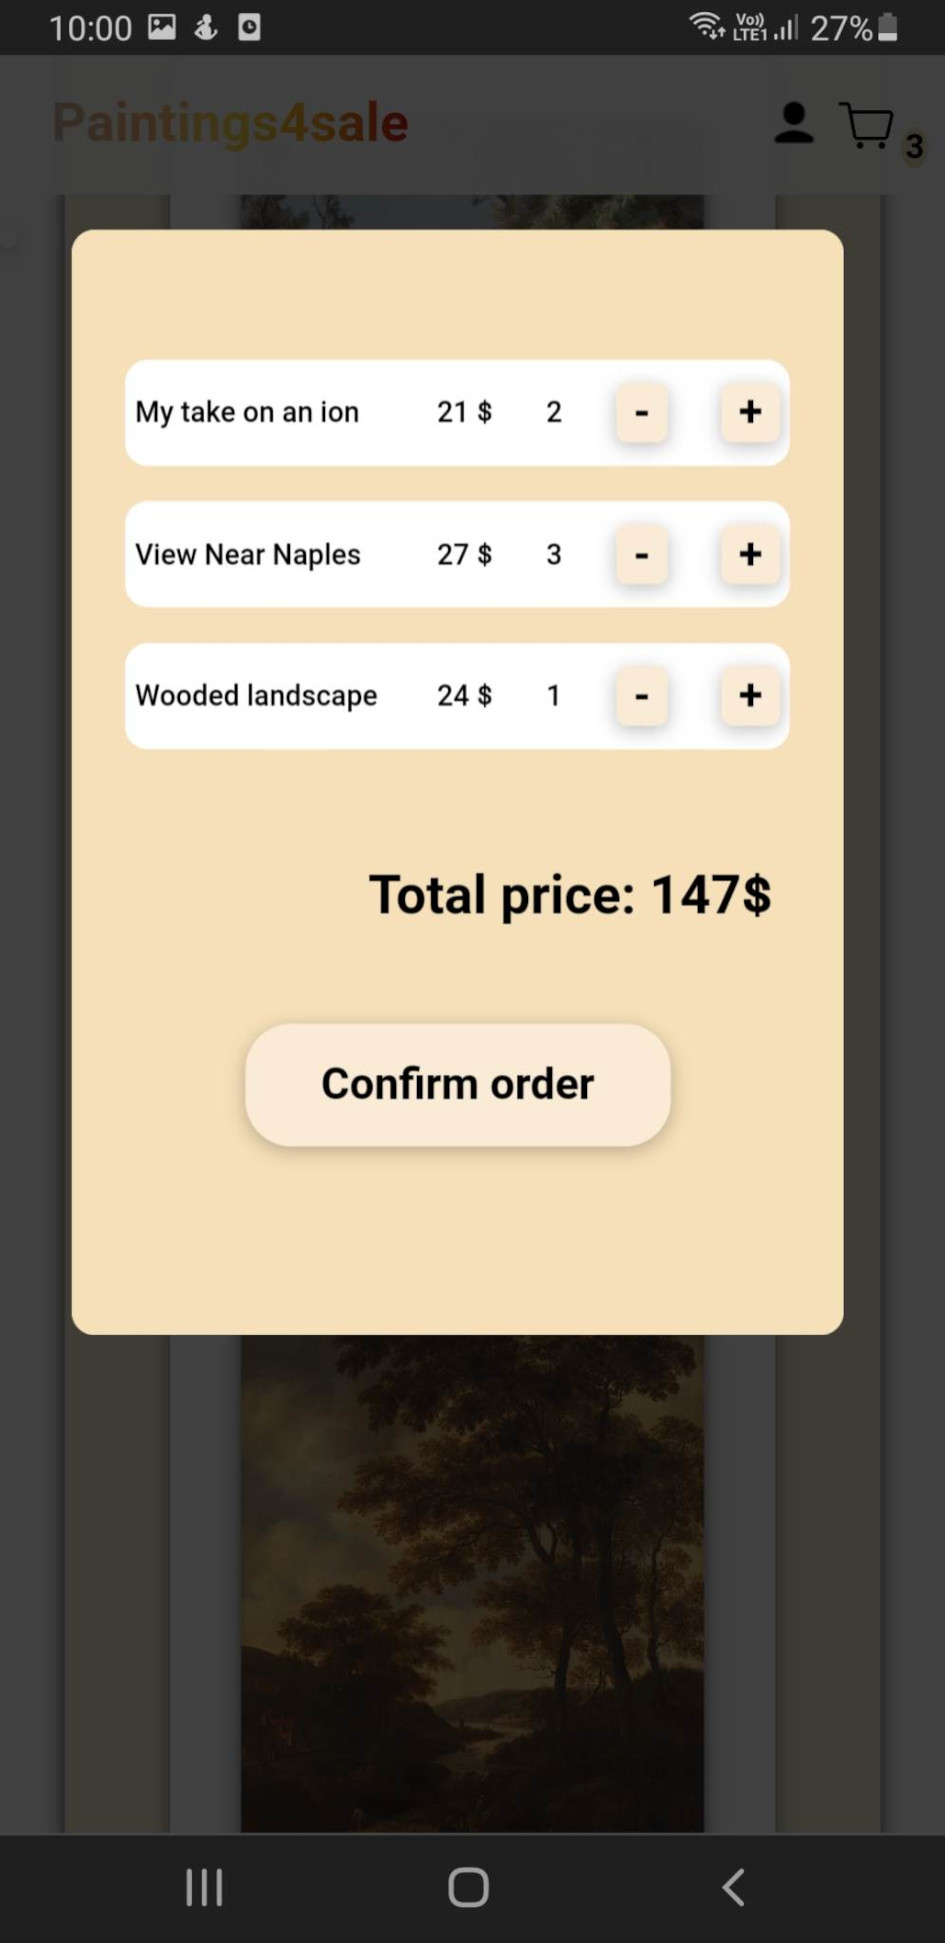 10:00 Vo)) LTE1 27%
Paintings4sale 3
My take on an ion 21 $ 2 - +
View Near Naples 27 $ 3 - +
Wooded landscape 24 $ 1 - +
Total price: 147$
Confirm order